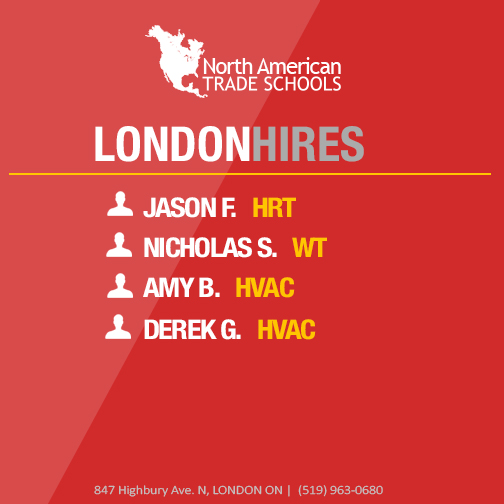 North American
TRADE SCHOOLS
LONDONHIRES
JASON F. HRT
NICHOLAS S. WT
AMY B. HVAC
DEREK G. HVAC
847 Highbury Ave. N, LONDON ON | (519) 963-0680